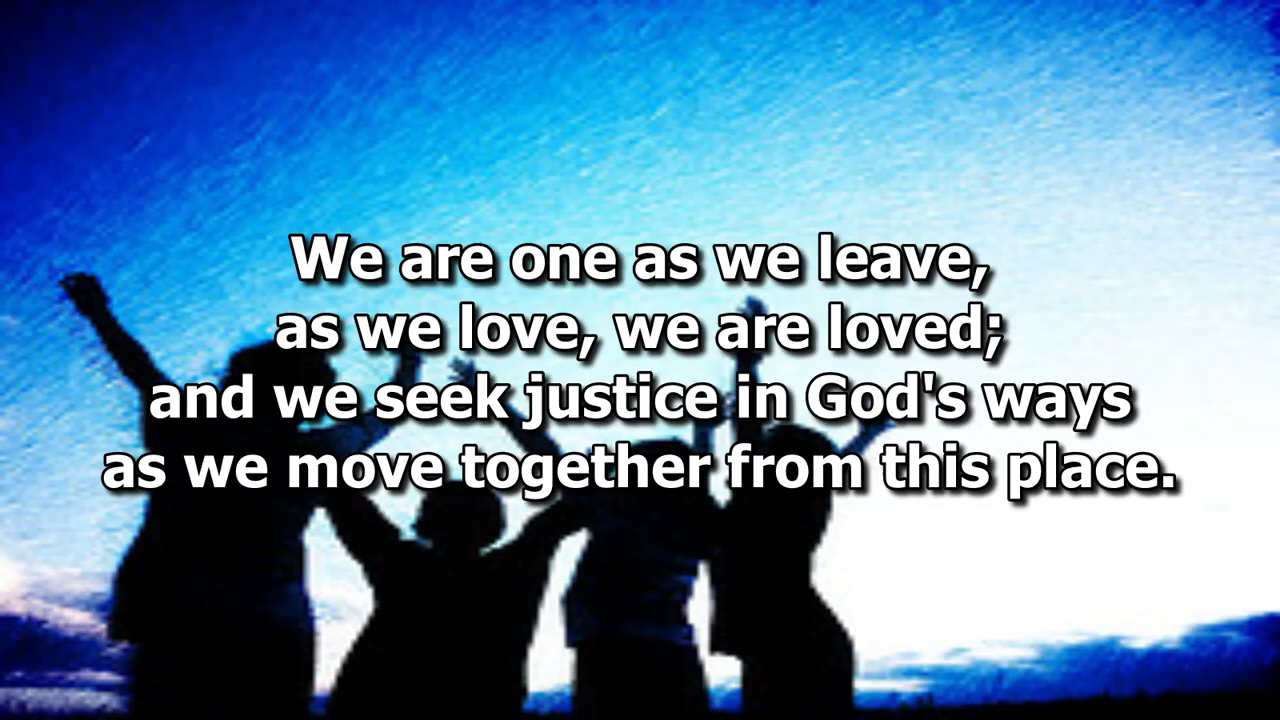 We are one as we leave,
as we love, we are loved;
and we seek justice in God's ways
as we move together from this place.